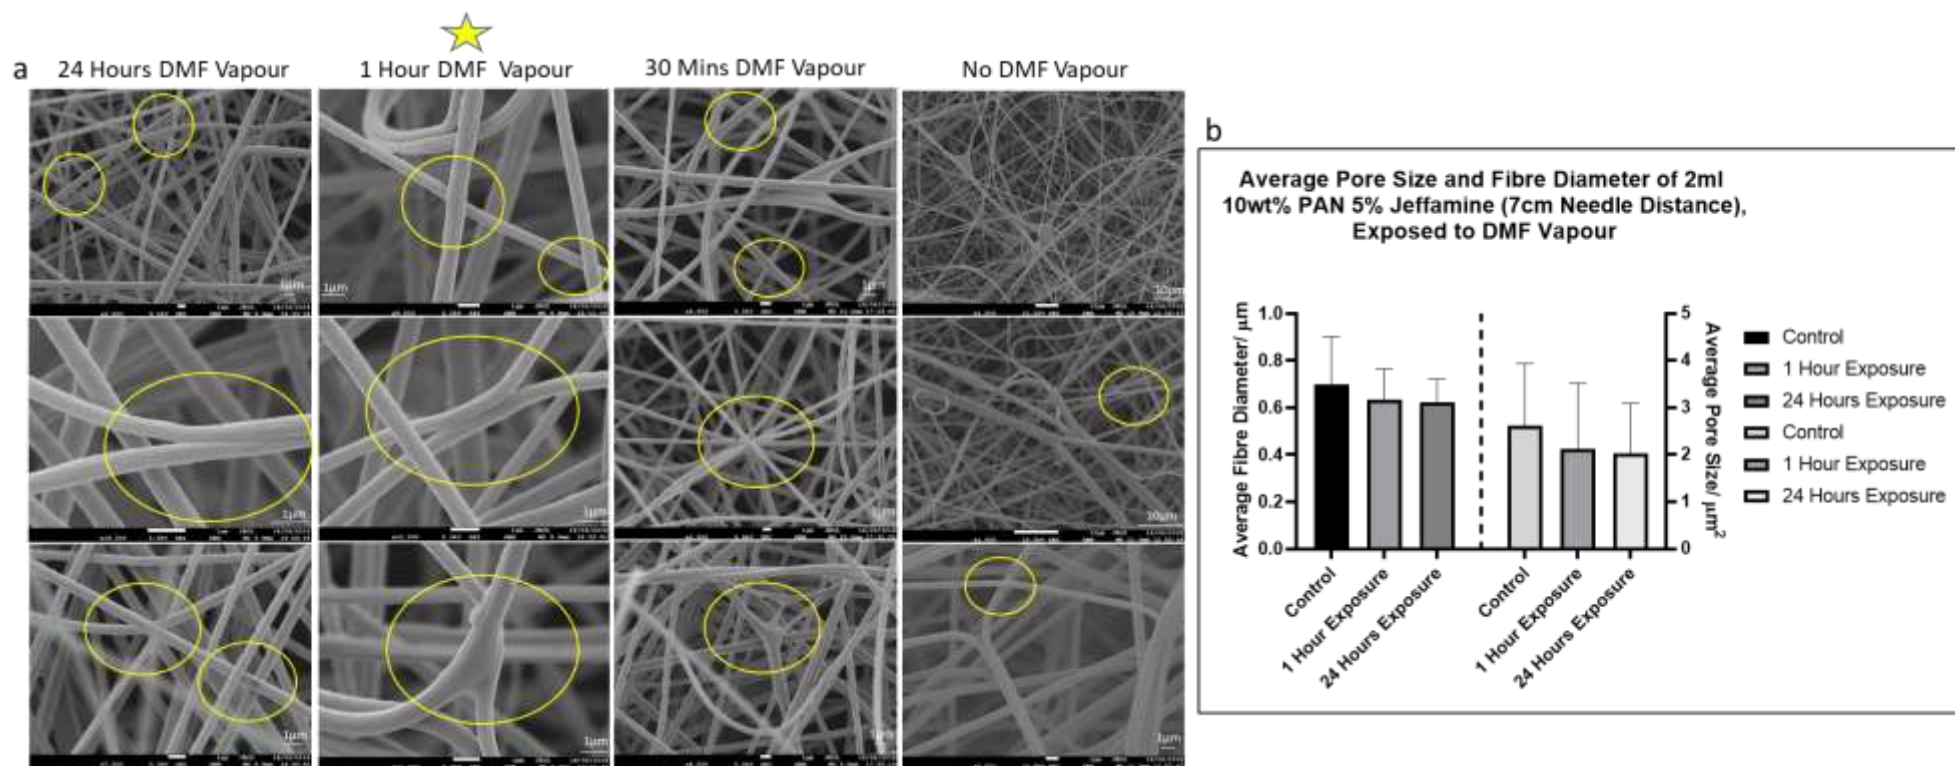 a
24 Hours DMF Vapour
1 Hour DMF Vapour
30 Mins DMF Vapour
No DMF Vapour
1μm
1μm
1μm
10μm
1μm
1μm
1μm
10μm
1μm
1μm
1μm
1μm
b
Average Pore Size and Fibre Diameter of 2ml
10wt% PAN 5% Jeffamine (7cm Needle Distance),
Exposed to DMF Vapour
Average Fibre Diameter/ μm
1.0
0.8
0.6
0.4
0.2
0.0
5
4
3
2
1
0
Average Pore Size/ μm²
Control
1 Hour Exposure
24 Hours Exposure
Control
1 Hour Exposure
24 Hours Exposure
Control
1 Hour Exposure
24 Hours Exposure
Control
1 Hour Exposure
24 Hours Exposure